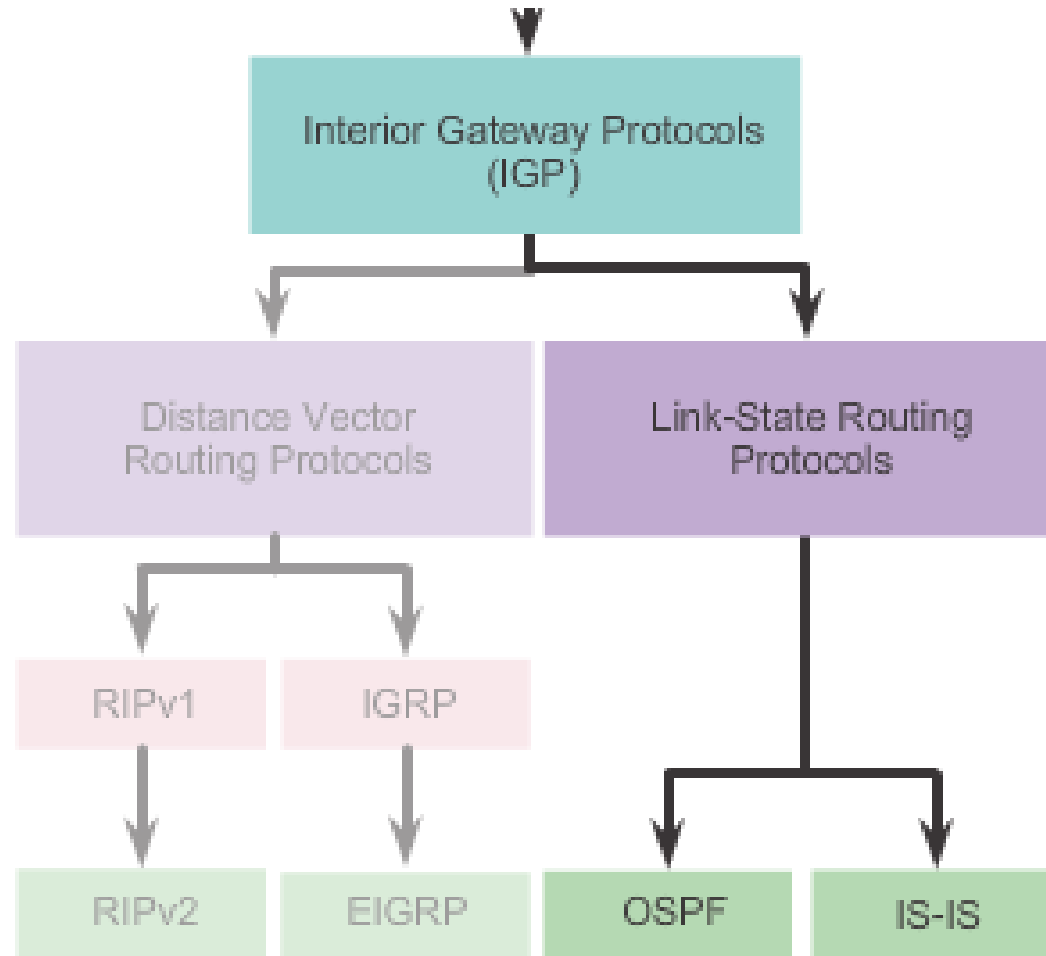 Interior Gateway Protocols
(IGP)
Distance Vector
Routing Protocols
Link-State Routing
Protocols
RIPv1
IGRP
RIPv2
EIGRP
OSPF
IS-IS